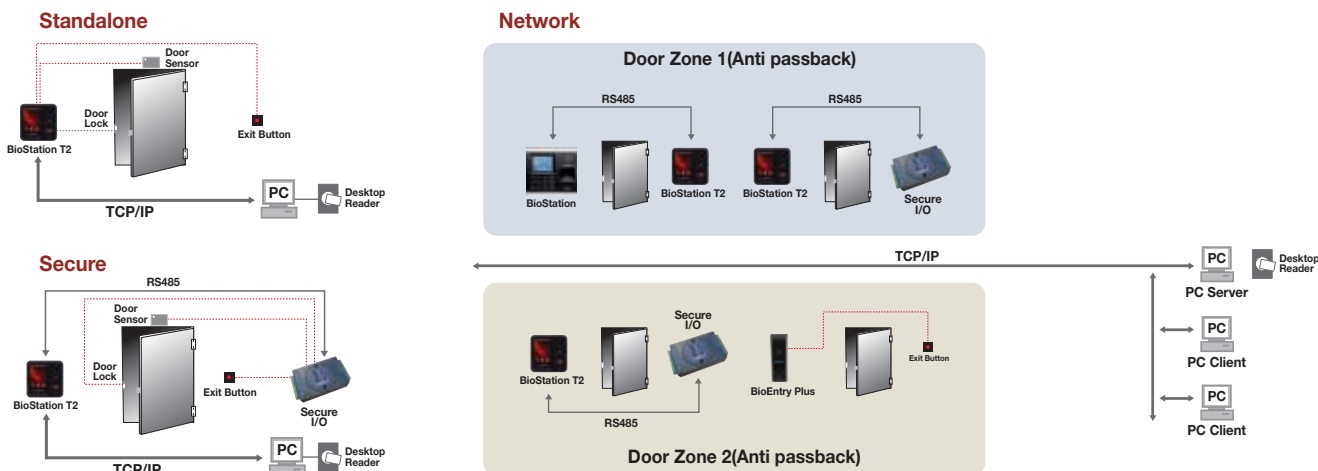 Standalone
Door
Sensor
Door
Lock
BioStation T2
Exit Button
TCP/IP
PC
Desktop
Reader
Secure
RS485
Door
Sensor
Door
Lock
BioStation T2
Exit Button
Secure
I/O
TCP/IP
PC
Desktop
Reader
Network
Door Zone 1(Anti passback)
RS485
RS485
BioStation
BioStation T2
BioStation T2
Secure
I/O
TCP/IP
PC
Desktop
Reader
PC Server
PC
PC Client
PC
PC Client
Secure
I/O
BioStation T2
BioEntry Plus
Exit Button
RS485
Door Zone 2(Anti passback)